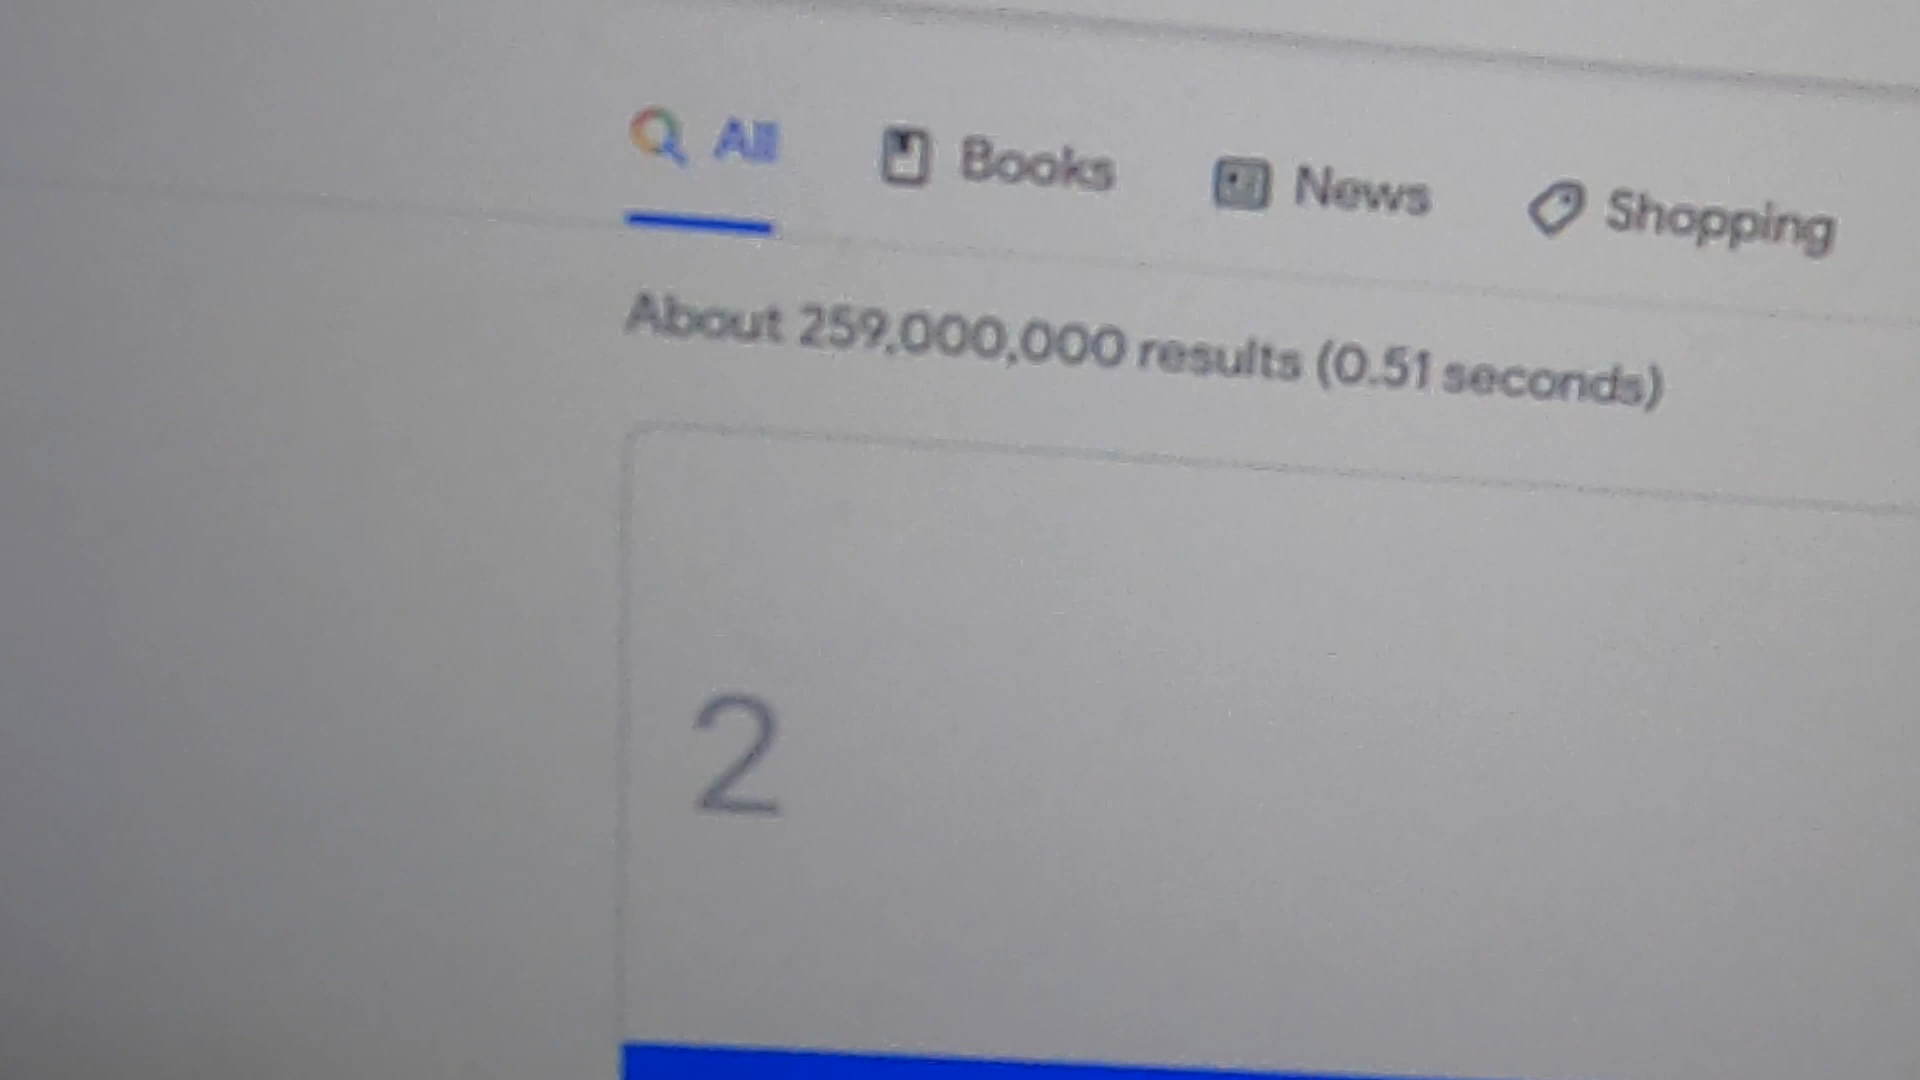 All Books News Shopping
About 259,000,000 results (0.51 seconds)
2